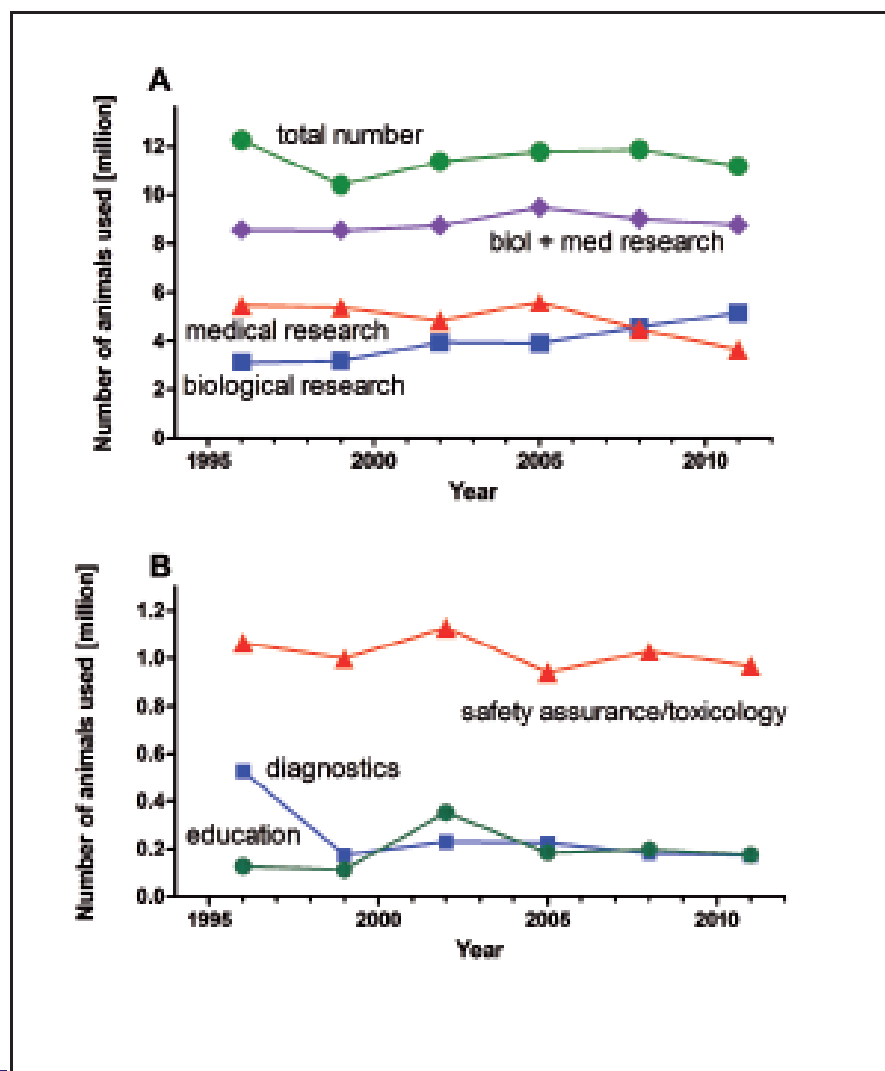 A
Number of animals used [million]
12
10
8
6
4
2
0
total number
biol + med research
medical research
biological research
1995
2000
2005
2010
Year
B
Number of animals used [million]
1.2
1.0
0.8
0.6
0.4
0.2
0.0
safety assurance/toxicology
diagnostics
education
1995
2000
2005
2010
Year